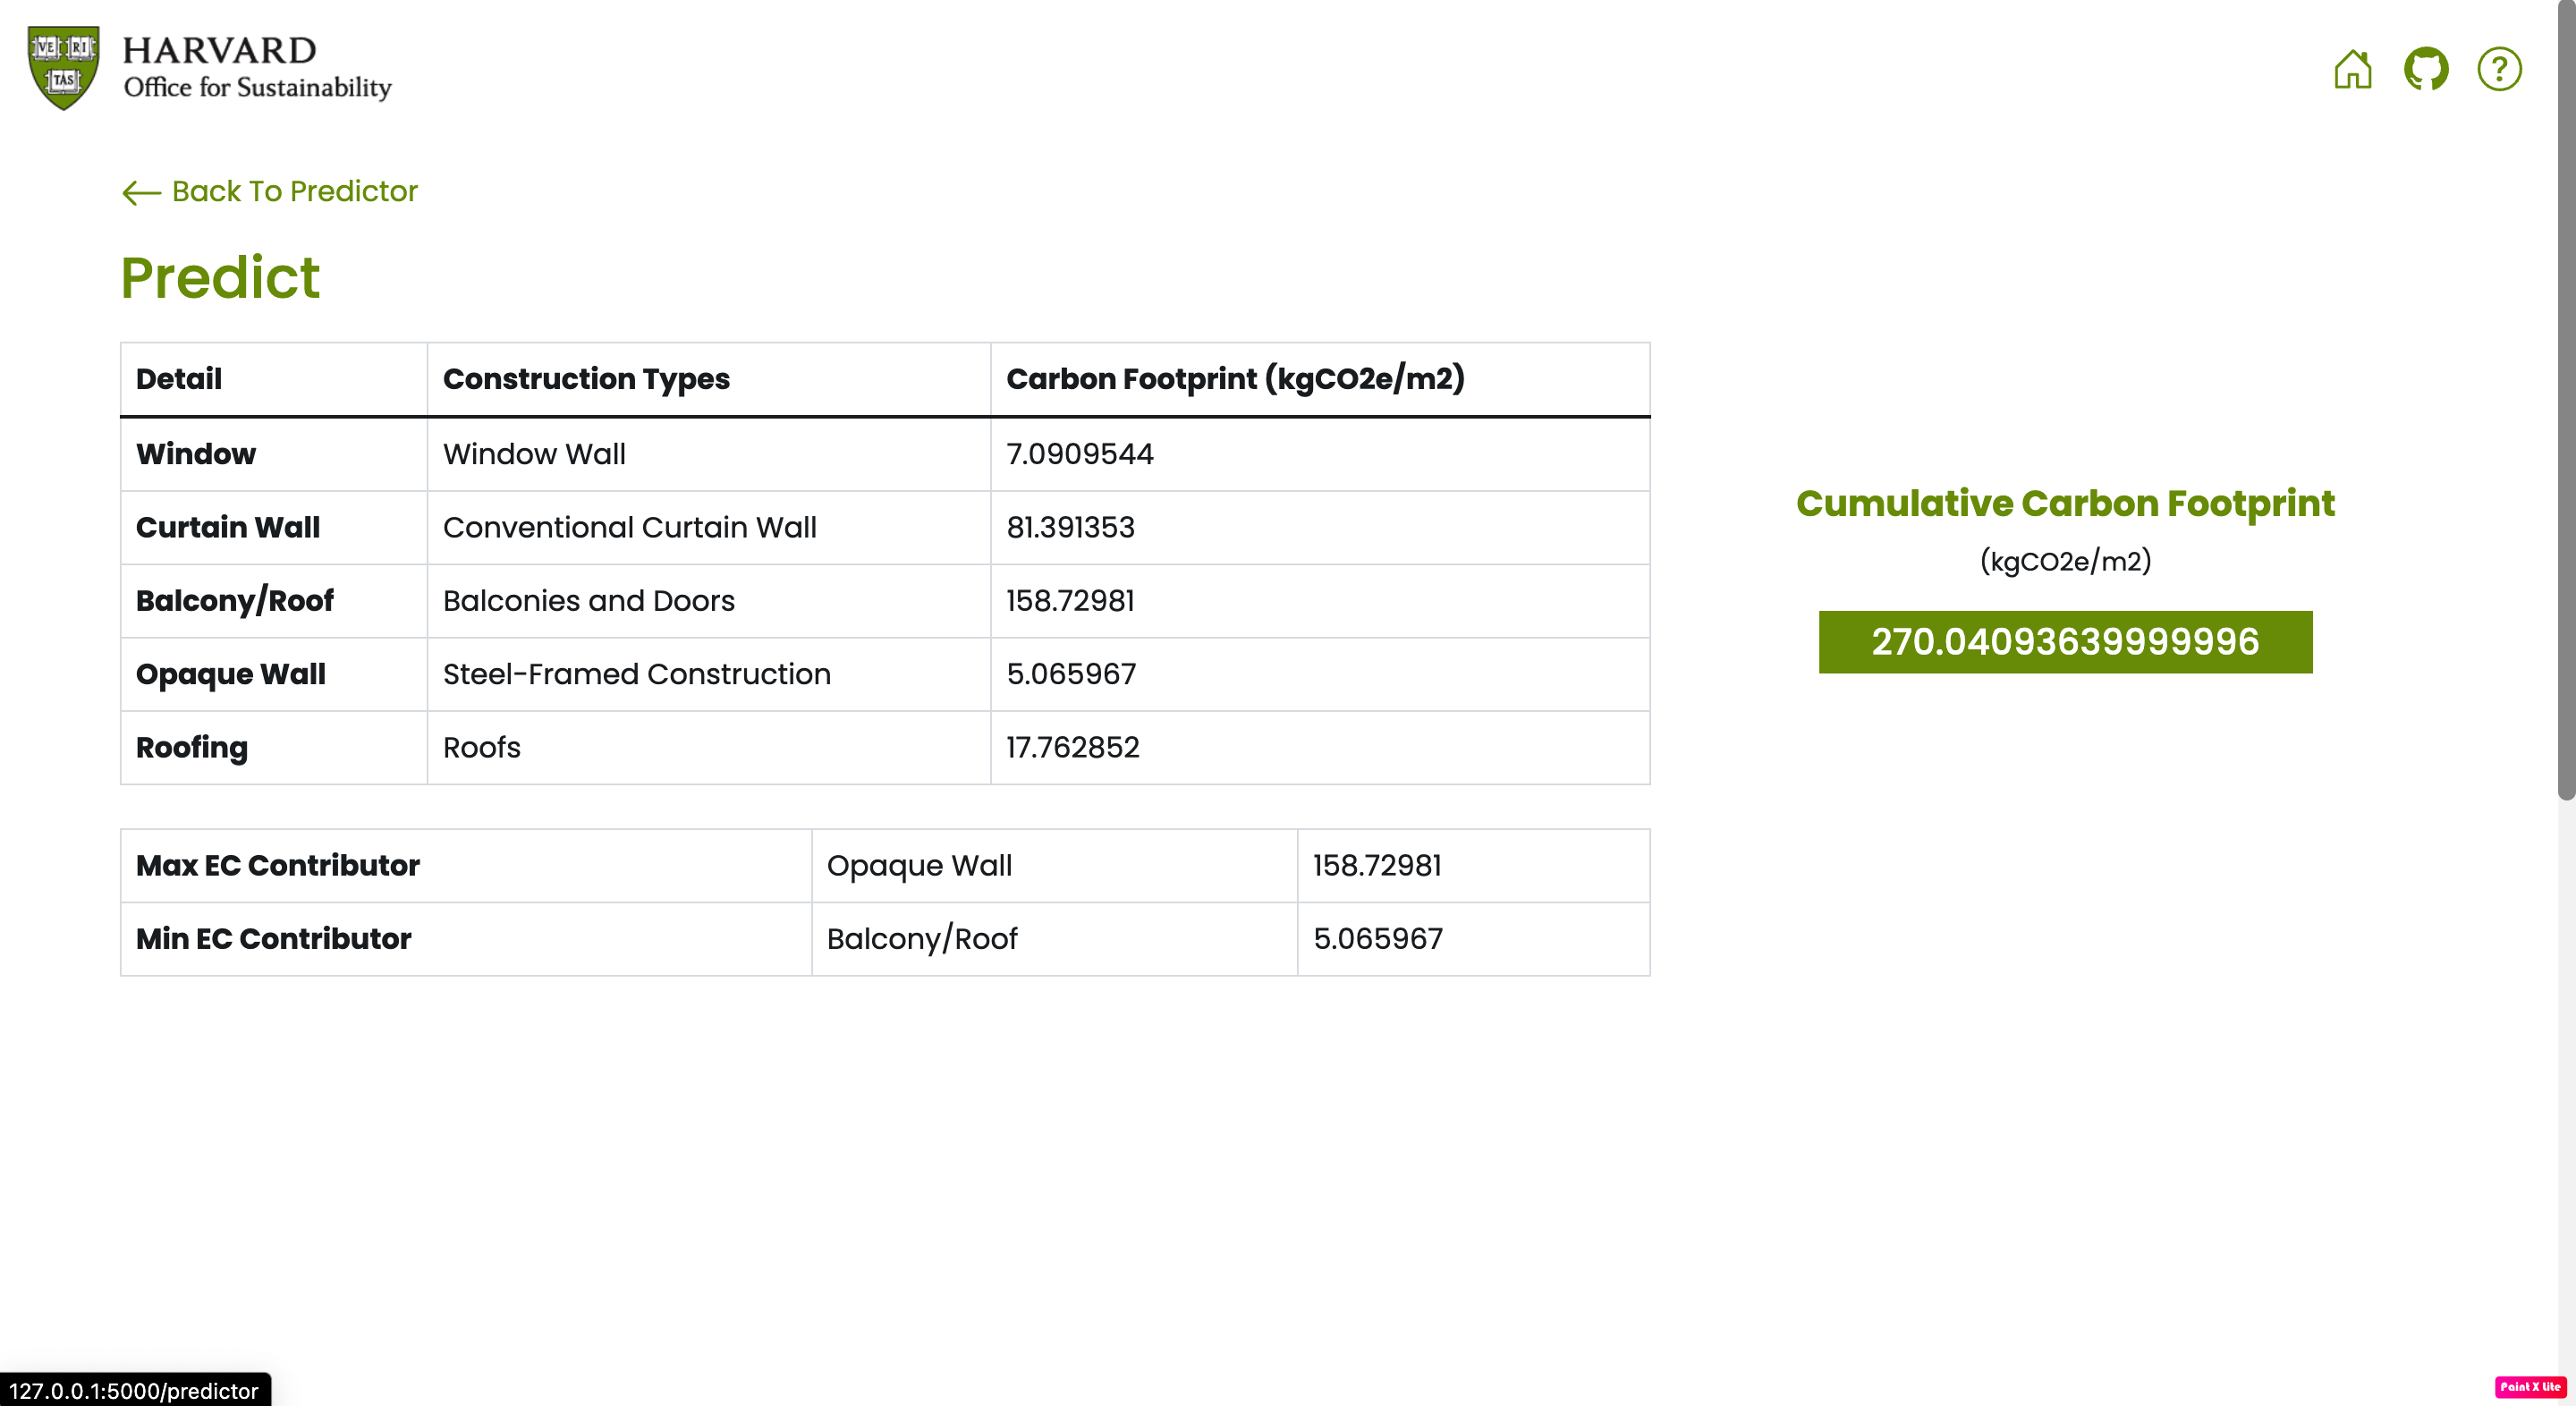 VE RI
TAS
HARVARD
Office for Sustainability
?
Back To Predictor
Predict
Detail Construction Types Carbon Footprint (kgCO2e/m2)
Window Window Wall 7.0909544
Curtain Wall Conventional Curtain Wall 81.391353
Balcony/Roof Balconies and Doors 158.72981
Opaque Wall Steel-Framed Construction 5.065967
Roofing Roofs 17.762852
Cumulative Carbon Footprint
(kgCO2e/m2)
270.04093639999996
Max EC Contributor Opaque Wall 158.72981
Min EC Contributor Balcony/Roof 5.065967
127.0.0.1:5000/predictor
Paint X Lite